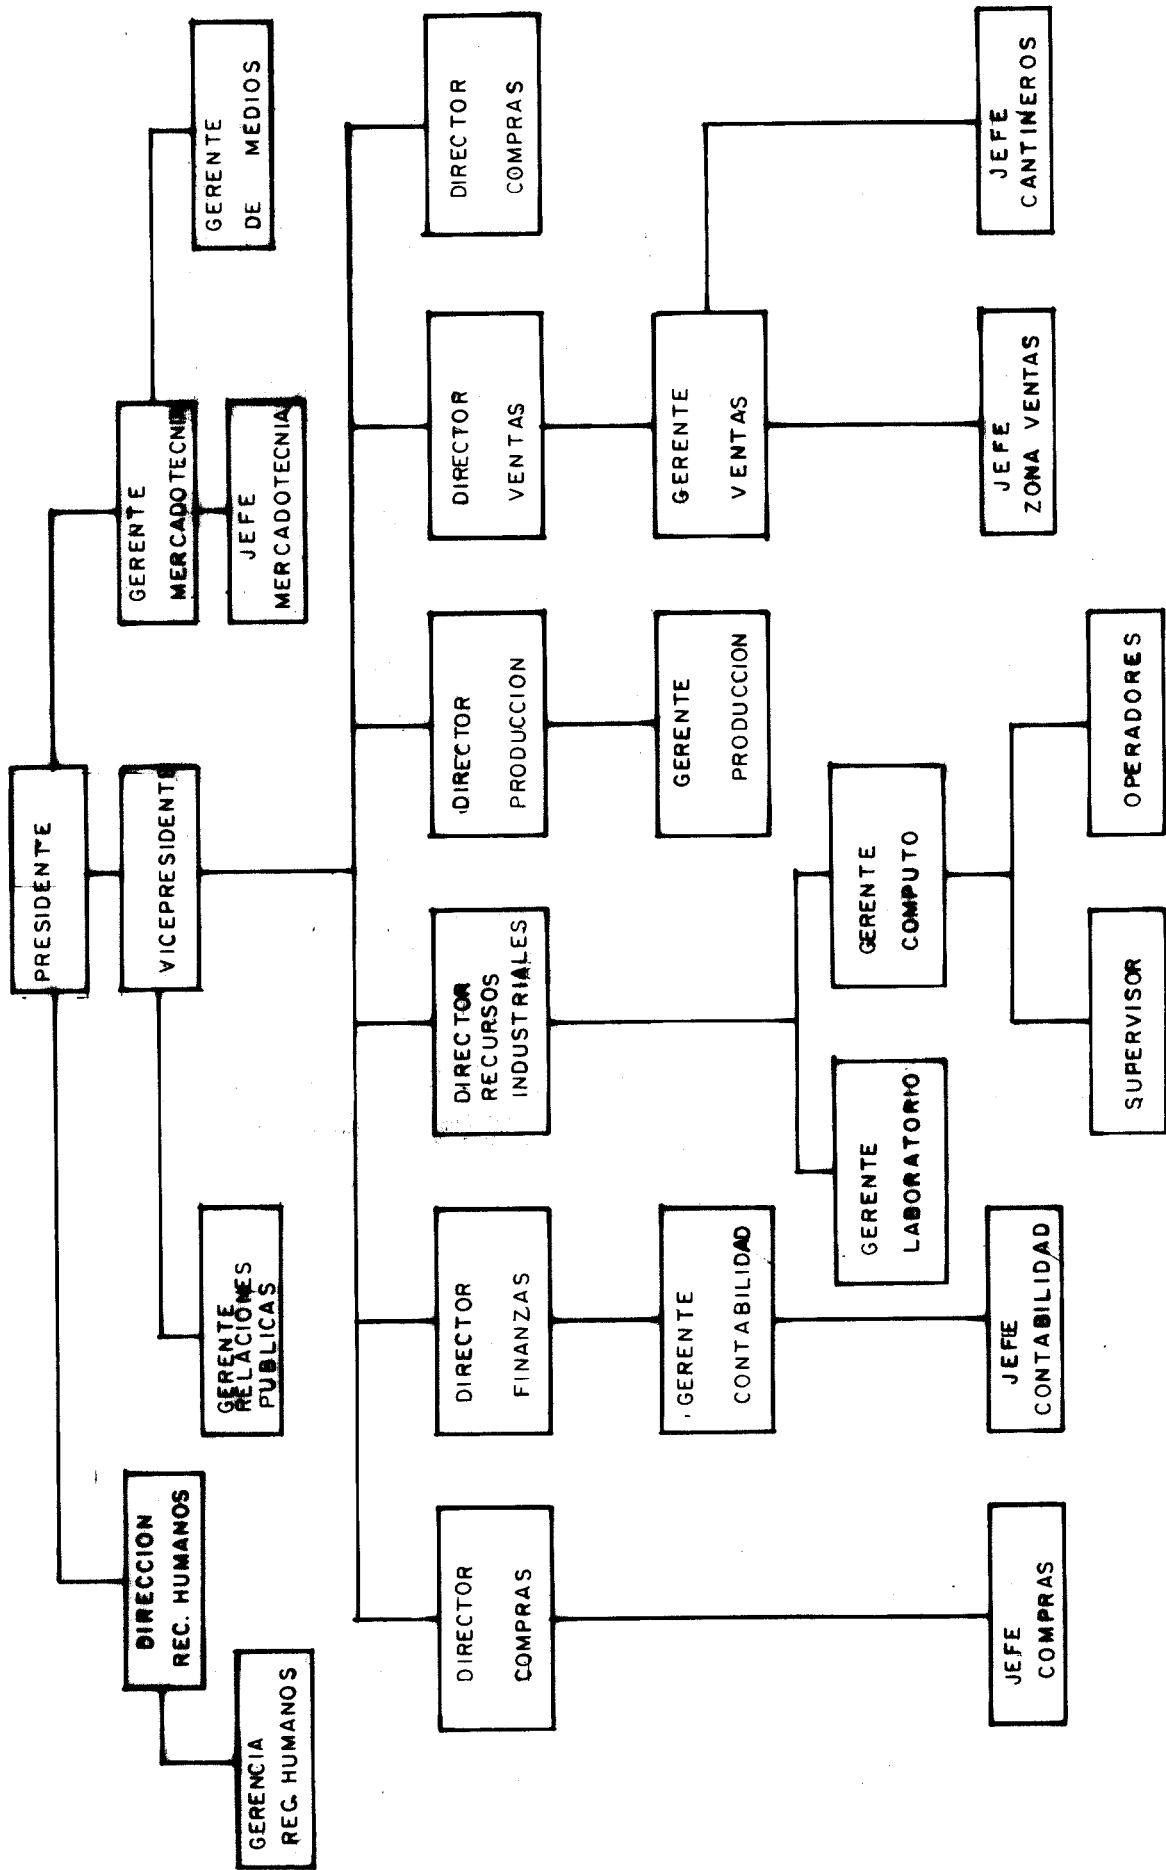 PRESIDENTE
VICEPRESIDENTE
DIRECCION
REC. HUMANOS
GERENCIA
REC. HUMANOS
GERENTE
RELACIONES
PUBLICAS
GERENTE
MERCADOTECNIA
JEFE
MERCADOTECNIA
GERENTE
DE MEDIOS
DIRECTOR
COMPRAS
DIRECTOR
FINANZAS
DIRECTOR
RECURSOS
INDUSTRIALES
DIRECTOR
PRODUCCION
DIRECTOR
VENTAS
DIRECTOR
COMPRAS
GERENTE
CONTABILIDAD
GERENTE
PRODUCCION
GERENTE
VENTAS
GERENTE
LABORATORIO
GERENTE
COMPUTO
JEFE
COMPRAS
JEFE
CONTABILIDAD
JEFE
ZONA VENTAS
JEFE
CANTINEROS
SUPERVISOR
OPERADORES